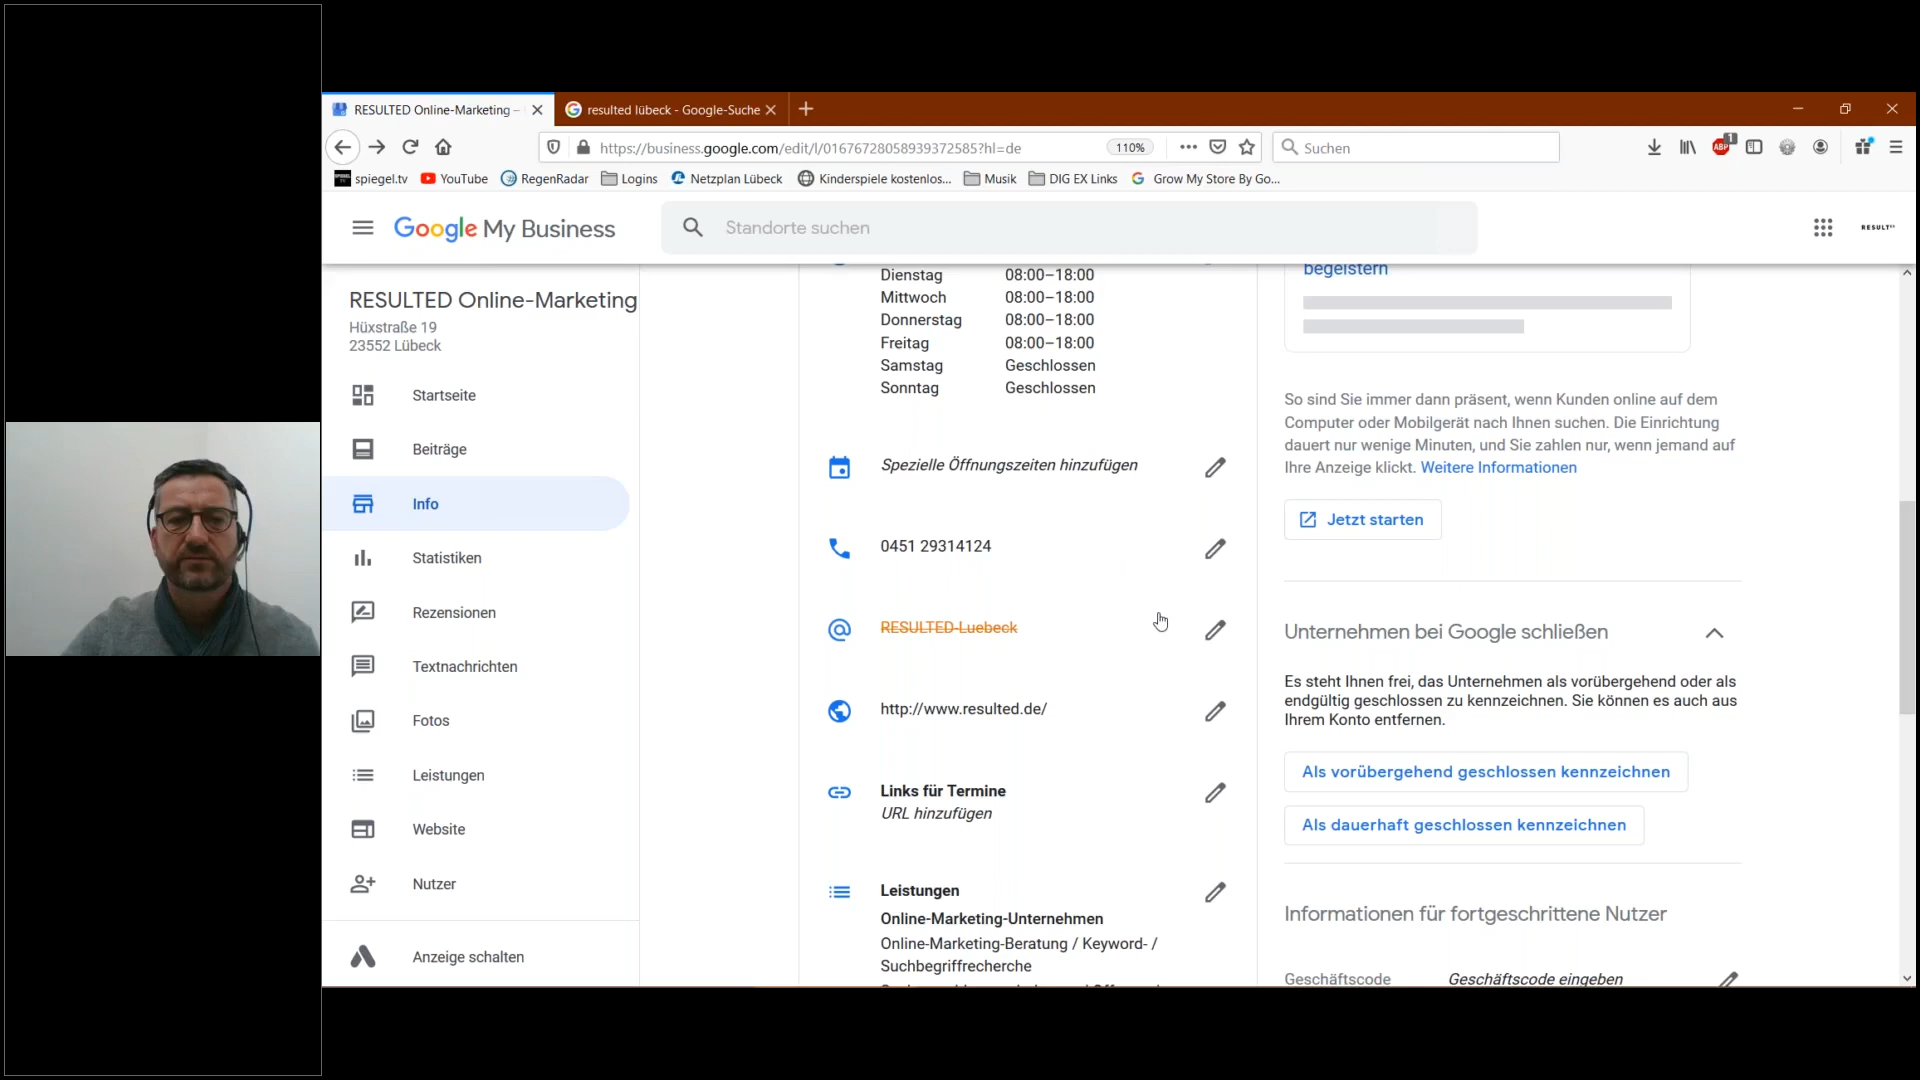 RESULTED Online-Marketing –
resulted lübeck - Google-Suche
https://business.google.com/edit/l/01676728058939372585?hl=de
110%
Suchen
ABP
1
spiegel.tv
YouTube
RegenRadar
Logins
Netzplan Lübeck
Kinderspiele kostenlos...
Musik
DIG EX Links
Grow My Store By Go...
Google My Business
Standorte suchen
RESULT
RESULTED Online-Marketing
Hüxstraße 19
23552 Lübeck
Startseite
Beiträge
Info
Statistiken
Rezensionen
Textnachrichten
Fotos
Leistungen
Website
Nutzer
Anzeige schalten
Dienstag 08:00–18:00
Mittwoch 08:00–18:00
Donnerstag 08:00–18:00
Freitag 08:00–18:00
Samstag Geschlossen
Sonntag Geschlossen
Spezielle Öffnungszeiten hinzufügen
0451 29314124
RESULTED-Luebeck
http://www.resulted.de/
Links für Termine
URL hinzufügen
Leistungen
Online-Marketing-Unternehmen
Online-Marketing-Beratung / Keyword- /
Suchbegriffrecherche
begeistern
So sind Sie immer dann präsent, wenn Kunden online auf dem
Computer oder Mobilgerät nach Ihnen suchen. Die Einrichtung
dauert nur wenige Minuten, und Sie zahlen nur, wenn jemand auf
Ihre Anzeige klickt. Weitere Informationen
Jetzt starten
Unternehmen bei Google schließen
Es steht Ihnen frei, das Unternehmen als vorübergehend oder als
endgültig geschlossen zu kennzeichnen. Sie können es auch aus
Ihrem Konto entfernen.
Als vorübergehend geschlossen kennzeichnen
Als dauerhaft geschlossen kennzeichnen
Informationen für fortgeschrittene Nutzer
Geschäftscode Geschäftscode eingeben